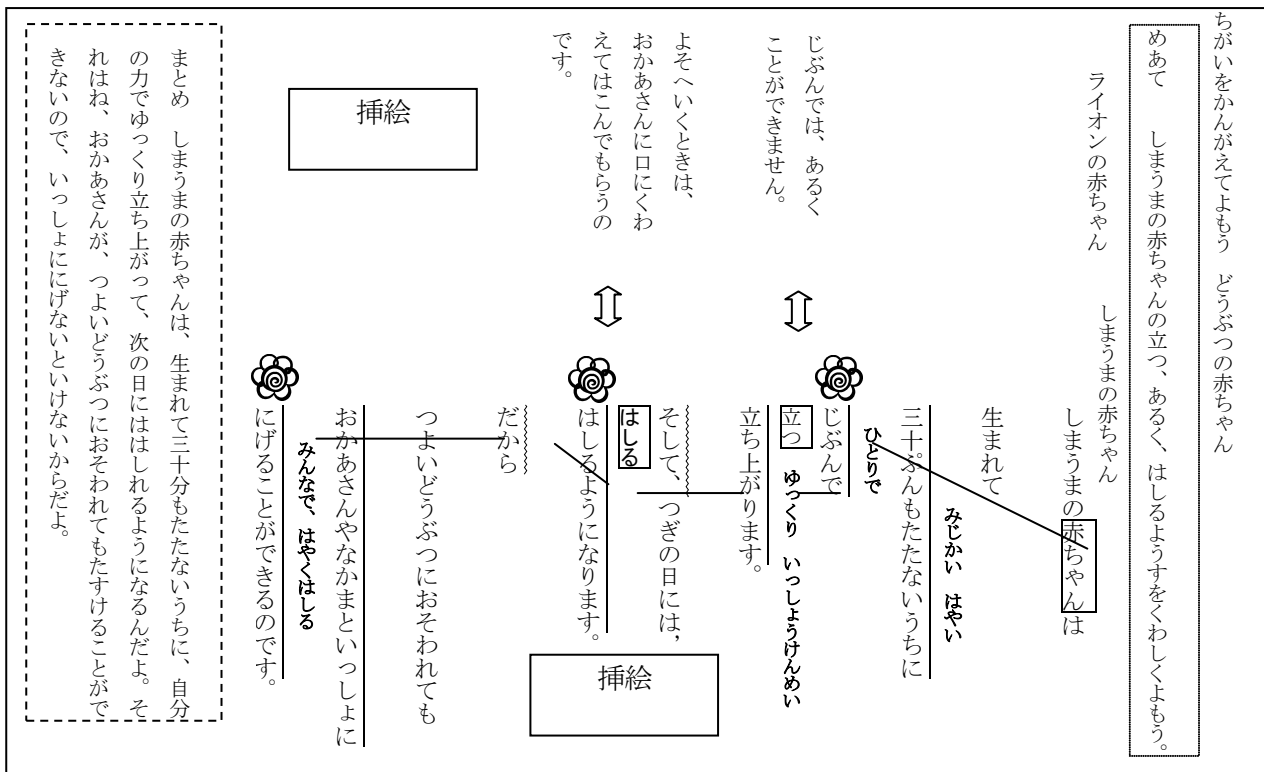 ちがいをかんがえてよもう　どうぶつの赤ちゃん
めあて　しまうまの赤ちゃんの立つ、あるく、はしるようすをくわしくよもう。
ライオンの赤ちゃん
しまうまの赤ちゃん
じぶんでは、あるく
ことができません。
よそへいくときは、
おかあさんに口にくわ
えてはこんでもらうの
です。
挿絵
しまうまの赤ちゃんは
生まれて
みじかい　はやい
三十ぷんもたたないうちに
ひとりで
じぶんで
立つ
ゆっくり　いっしょうけんめい
立ち上がります。
そして、つぎの日には，
はしる
はしるようになります。
だから
つよいどうぶつにおそわれても
おかあさんやなかまといっしょに
みんなで、はやくはしる
にげることができるのです。
挿絵
まとめ　しまうまの赤ちゃんは、生まれて三十分もたたないうちに、自分
の力でゆっくり立ち上がって、次の日にははしれるようになるんだよ。そ
れはね、おかあさんが、つよいどうぶつにおそわれてもたすけることがで
きないので、いっしょににげないといけないからだよ。